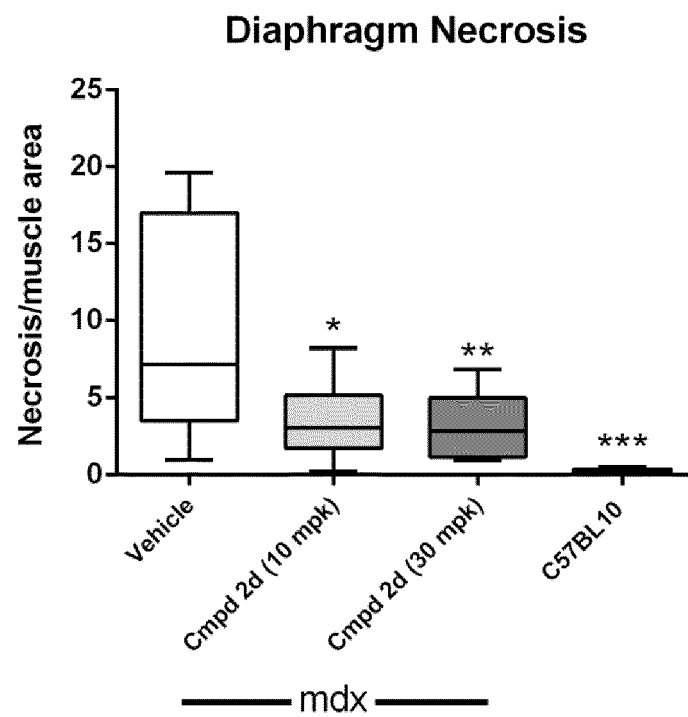 Diaphragm Necrosis
Necrosis/muscle area
25
20
15
10
5
0
*
**
***
Vehicle
Cmpd 2d (10 mpk)
Cmpd 2d (30 mpk)
C57BL10
mdx